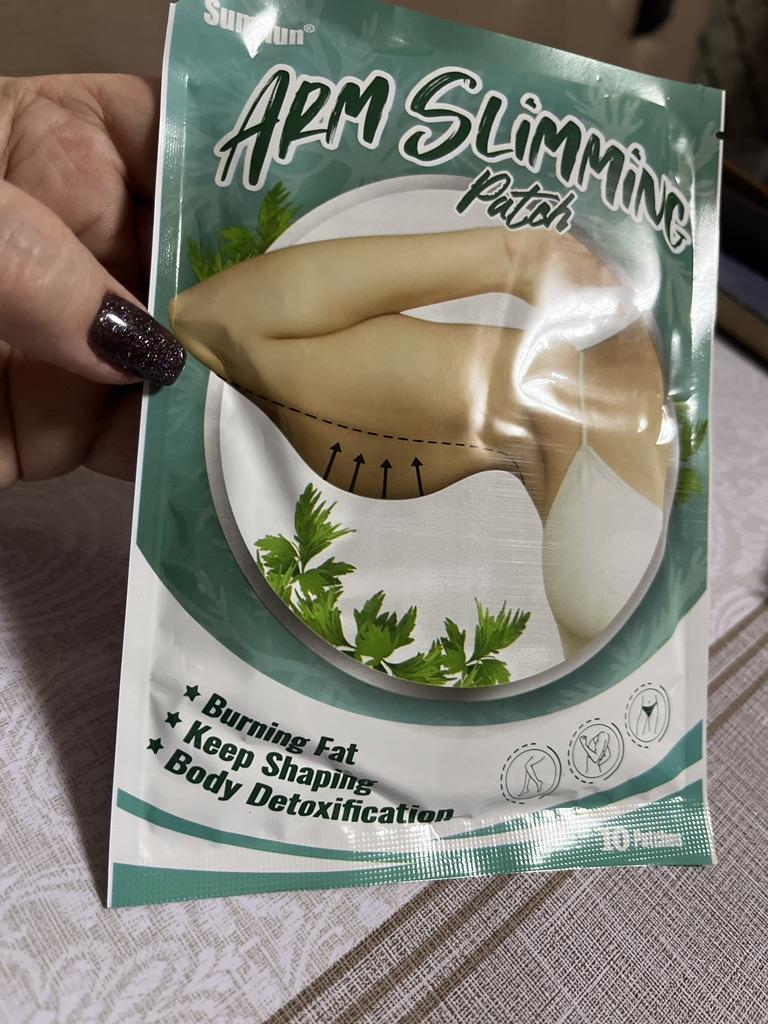 ARM SLiMMiNG
Patch
★ Burning Fat
★ Keep Shaping
★ Body Detoxification
10 Patches